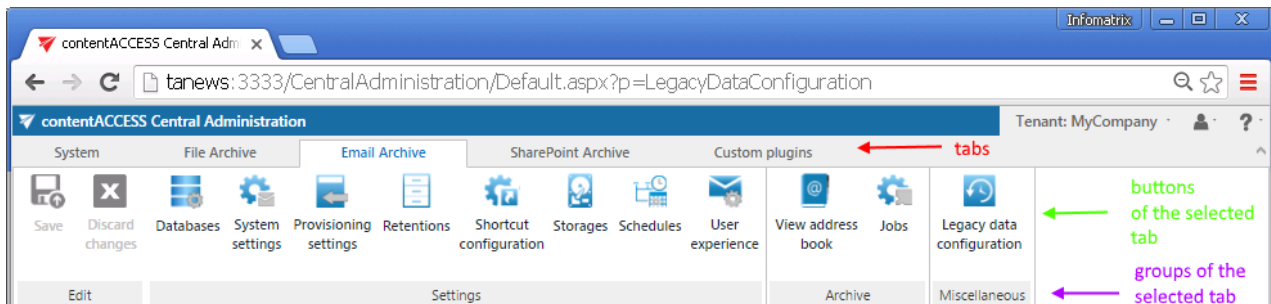 Infomatrix
contentACCESS Central Adm
tanews:3333/CentralAdministration/Default.aspx?p=LegacyDataConfiguration
contentACCESS Central Administration
Tenant: MyCompany
?
System
File Archive
Email Archive
SharePoint Archive
Custom plugins
tabs
Save
Discard
changes
Databases
System
settings
Provisioning
settings
Retentions
Shortcut
configuration
Storages
Schedules
User
experience
View address
book
Jobs
Legacy data
configuration
buttons
of the selected
tab
Edit
Settings
Archive
Miscellaneous
groups of the
selected tab